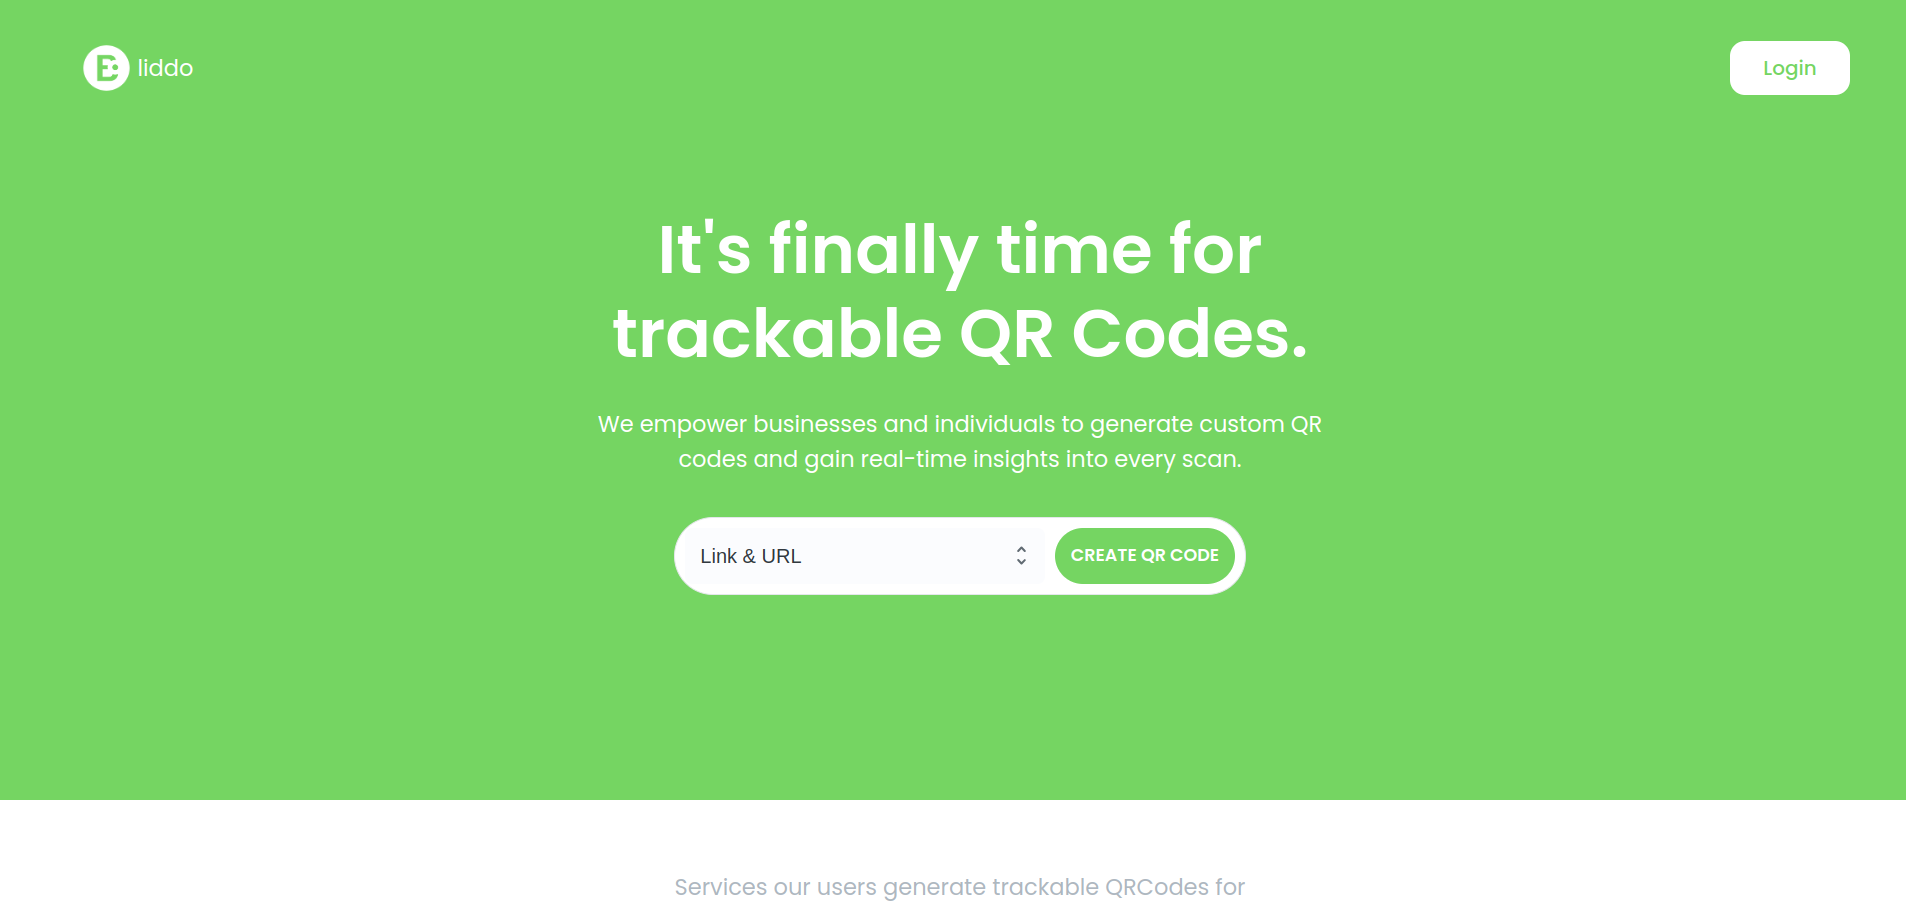 liddo
Login
It's finally time for
trackable QR Codes.
We empower businesses and individuals to generate custom QR
codes and gain real-time insights into every scan.
Link & URL
CREATE QR CODE
Services our users generate trackable QRCodes for